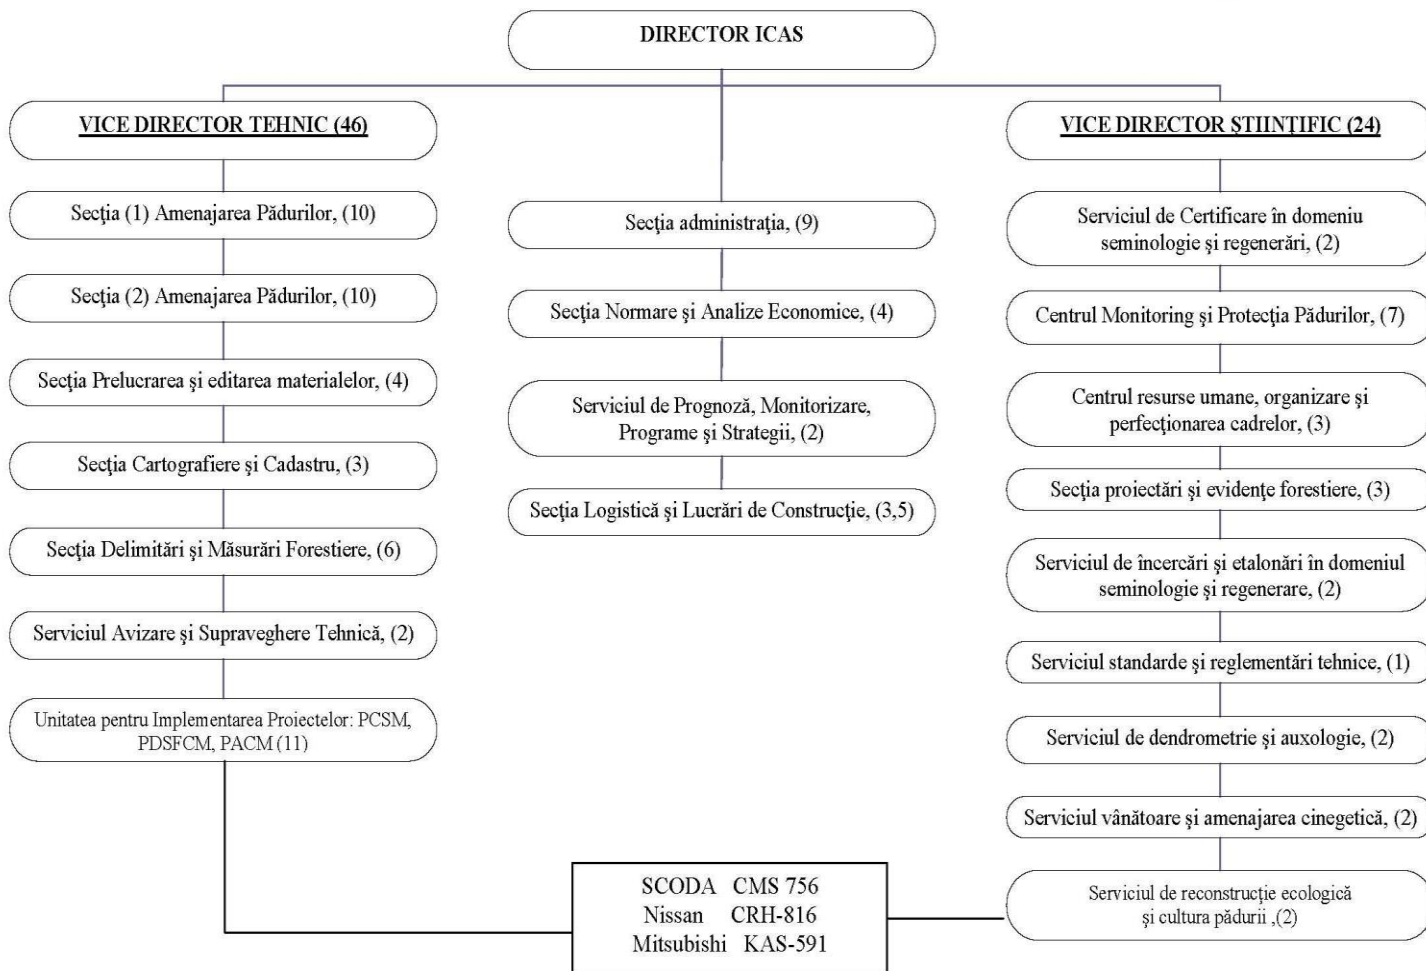 DIRECTOR ICAS
VICE DIRECTOR TEHNIC (46)
Secţia (1) Amenajarea Pădurilor, (10)
Secţia (2) Amenajarea Pădurilor, (10)
Secţia Prelucrarea şi editarea materialelor, (4)
Secţia Cartografiere şi Cadastru, (3)
Secţia Delimitări şi Măsurări Forestiere, (6)
Serviciul Avizare şi Supraveghere Tehnică, (2)
Unitatea pentru Implementarea Proiectelor: PCSM,
PDSFCM, PACM (11)
Secţia administraţia, (9)
Secţia Normare şi Analize Economice, (4)
Serviciul de Prognoză, Monitorizare,
Programe şi Strategii, (2)
Secţia Logistică şi Lucrări de Construcţie, (3,5)
VICE DIRECTOR ŞTIINŢIFIC (24)
Serviciul de Certificare în domeniu
seminologie şi regenerări, (2)
Centrul Monitoring şi Protecţia Pădurilor, (7)
Centrul resurse umane, organizare şi
perfecţionarea cadrelor, (3)
Secţia proiectări şi evidenţe forestiere, (3)
Serviciul de încercări şi etalonări în domeniul
seminologie şi regenerare, (2)
Serviciul standarde şi reglementări tehnice, (1)
Serviciul de dendrometrie şi auxologie, (2)
Serviciul vânătoare şi amenajarea cinegetică, (2)
Serviciul de reconstrucţie ecologică
şi cultura pădurii ,(2)
SCODA CMS 756
Nissan CRH-816
Mitsubishi KAS-591